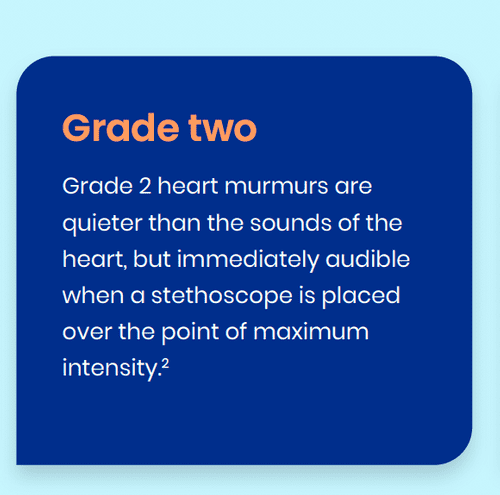 Grade two
Grade 2 heart murmurs are
quieter than the sounds of the
heart, but immediately audible
when a stethoscope is placed
over the point of maximum
intensity.²